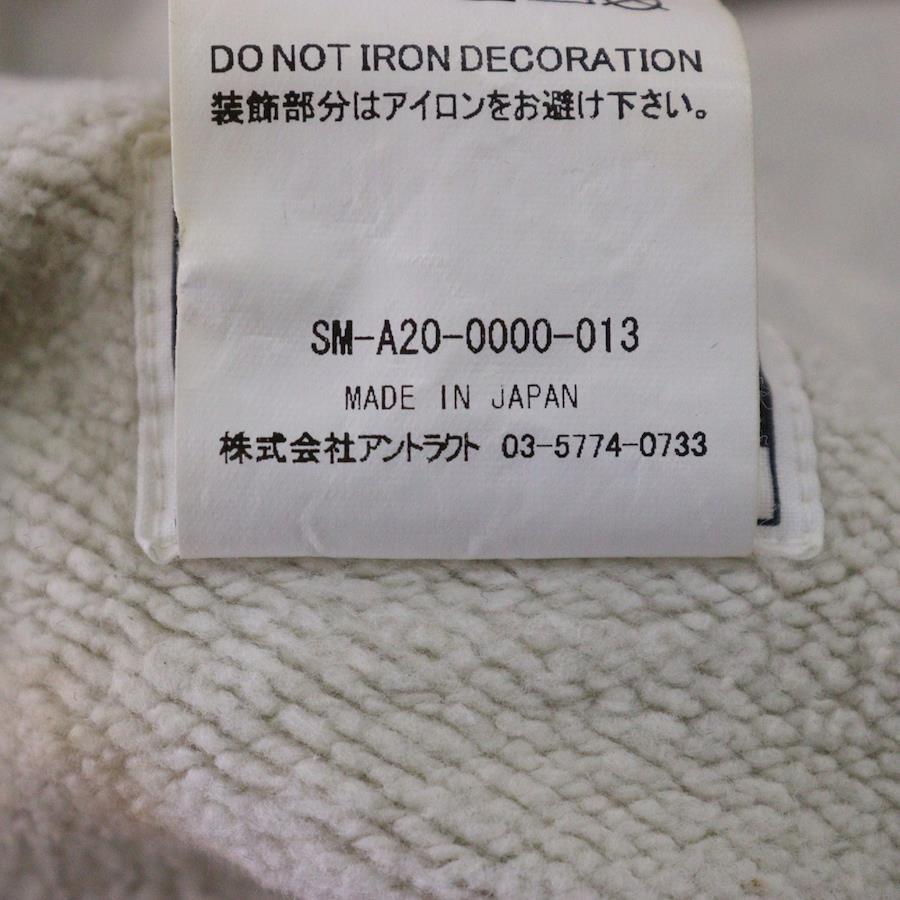 DO NOT IRON DECORATION
装飾部分はアイロンをお避け下さい。
SM-A20-0000-013
MADE IN JAPAN
株式会社アントラクト 03-5774-0733